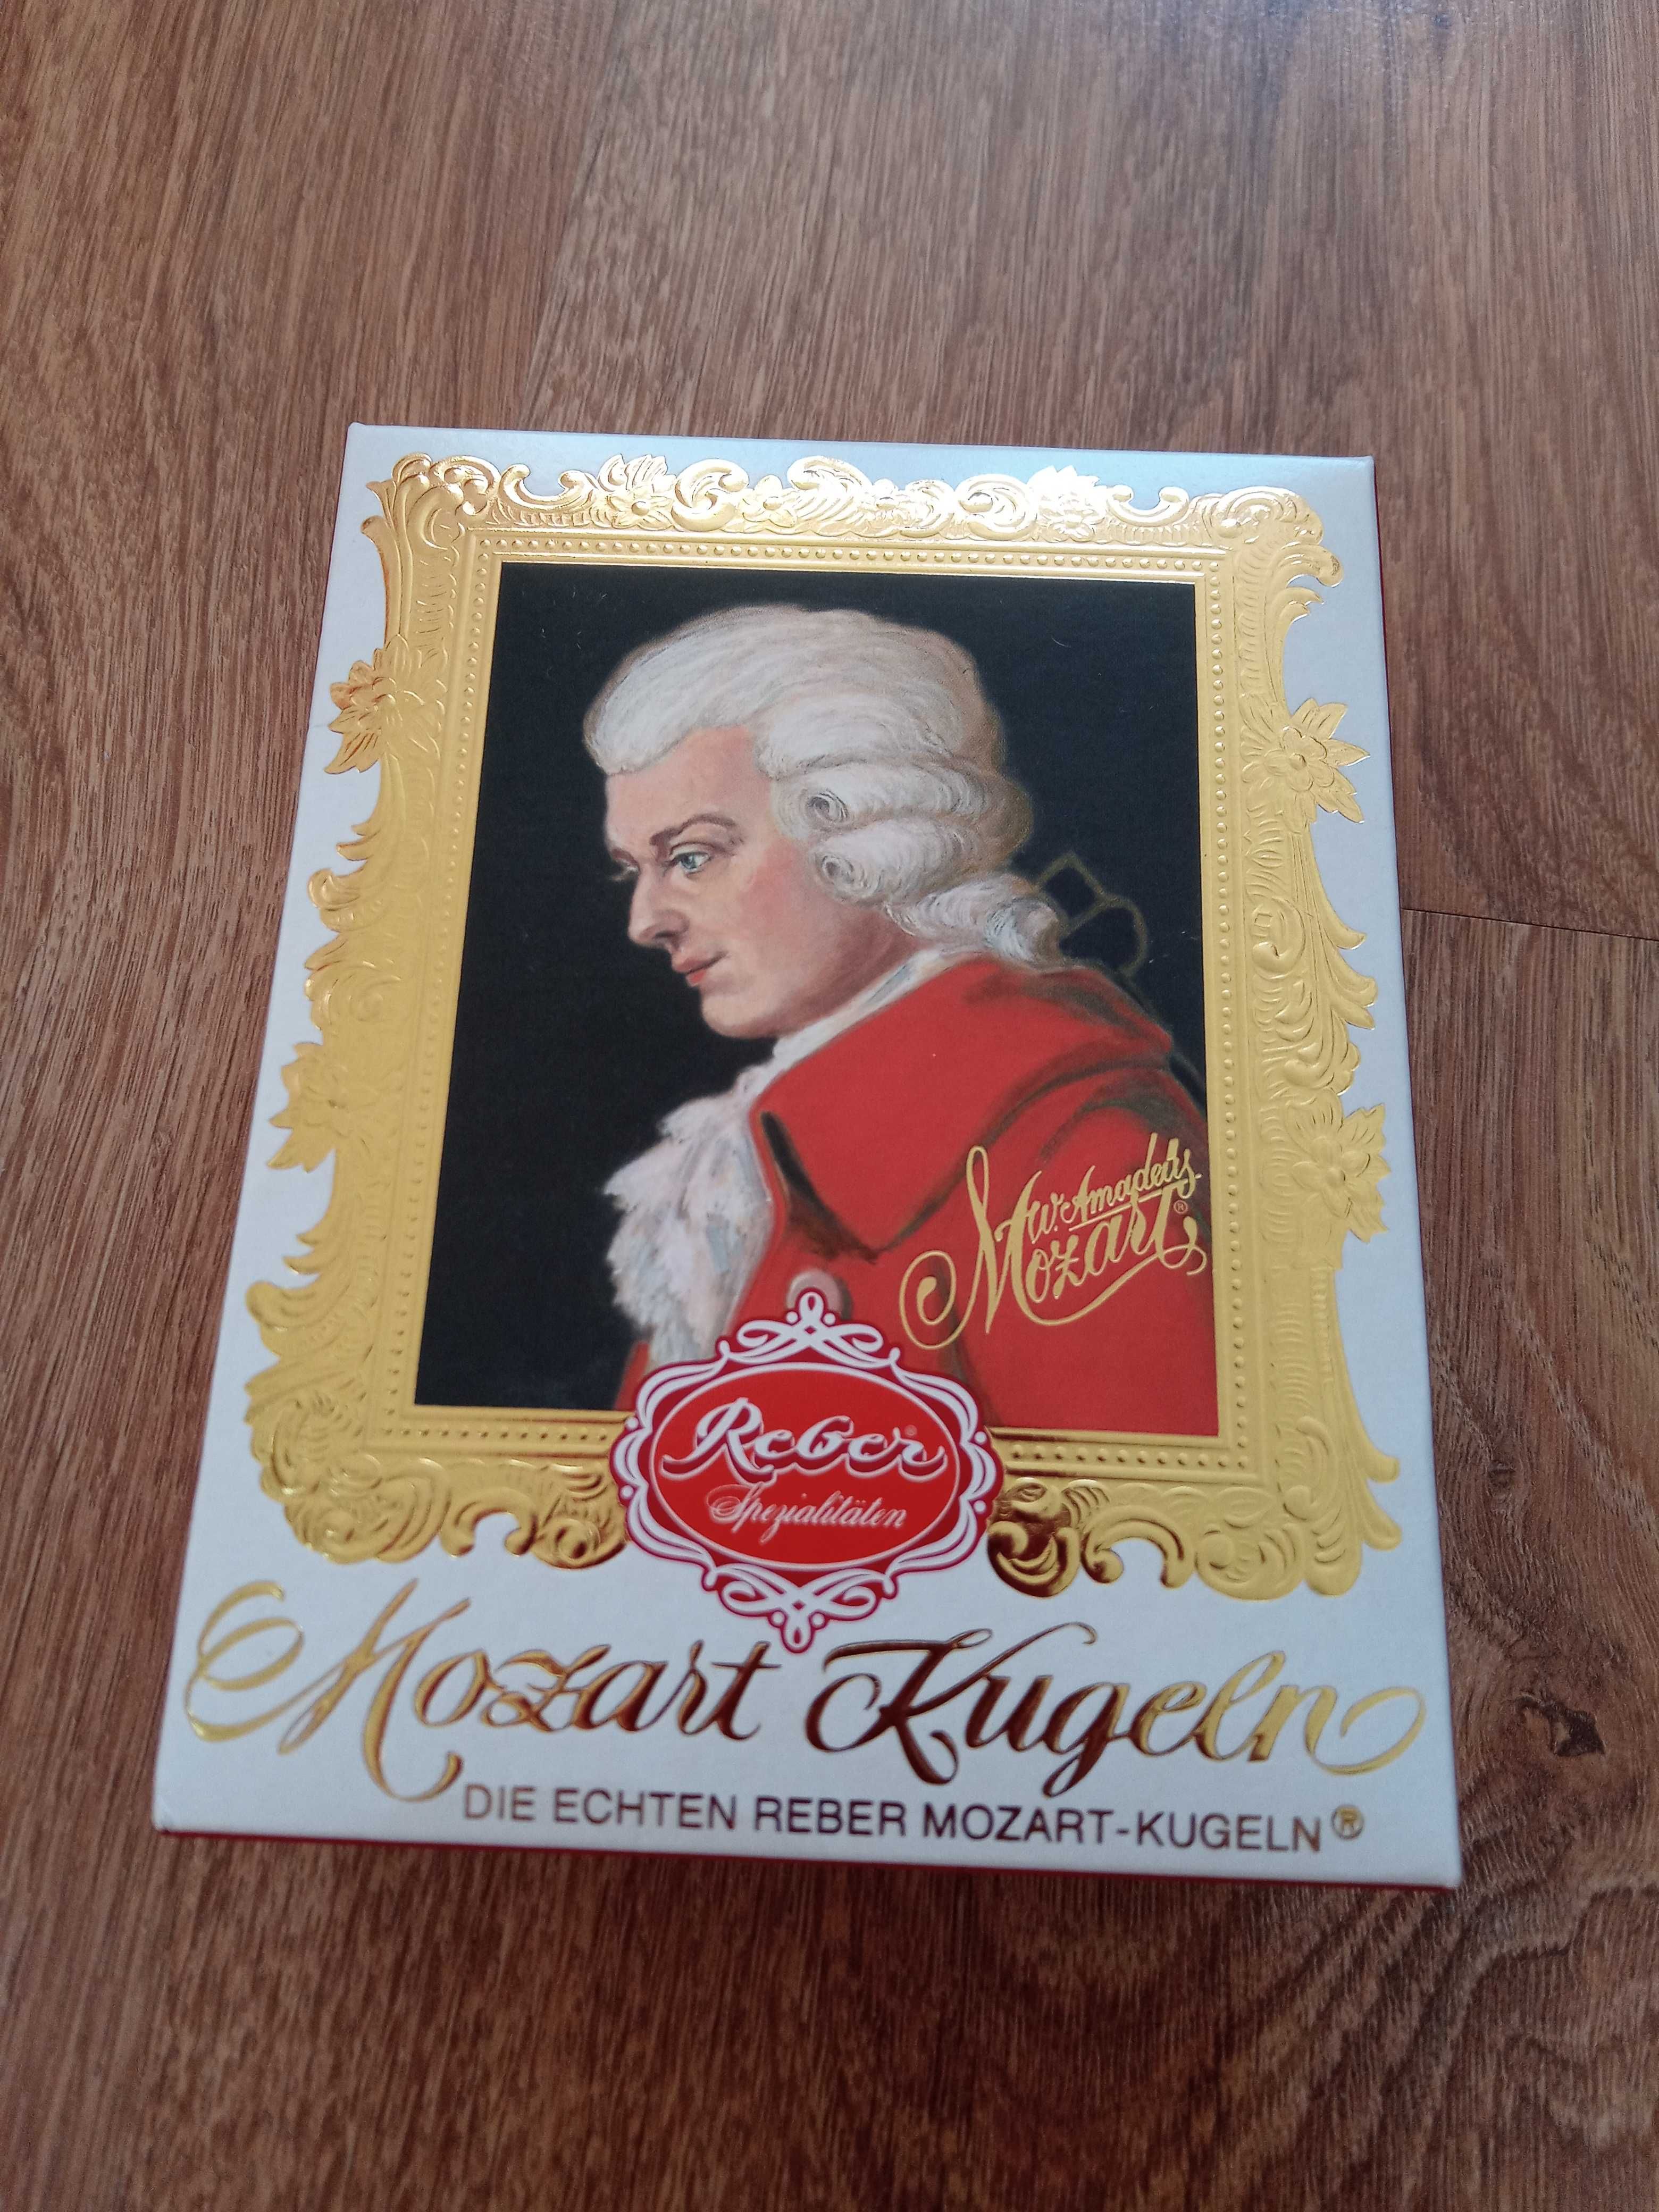 W. Amadeus
Mozart®
Reber®
Spezialitäten
Mozart Kugeln
DIE ECHTEN REBER MOZART-KUGELN®